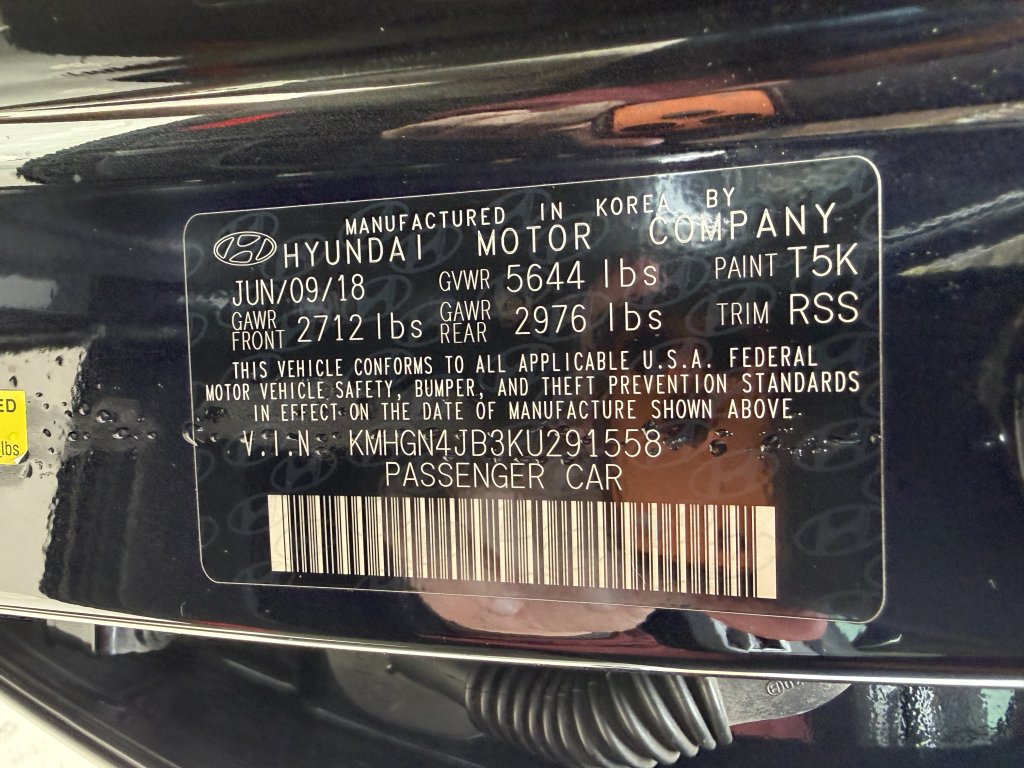 MANUFACTURED IN KOREA BY
HYUNDAI MOTOR COMPANY
JUN/09/18 GVWR 5644 lbs PAINT T5K
GAWR FRONT 2712 lbs GAWR REAR 2976 lbs TRIM RSS
THIS VEHICLE CONFORMS TO ALL APPLICABLE U.S.A. FEDERAL
MOTOR VEHICLE SAFETY, BUMPER, AND THEFT PREVENTION STANDARDS
IN EFFECT ON THE DATE OF MANUFACTURE SHOWN ABOVE.
V.I.N KMHGN4JB3KU291558
PASSENGER CAR
ED
lbs